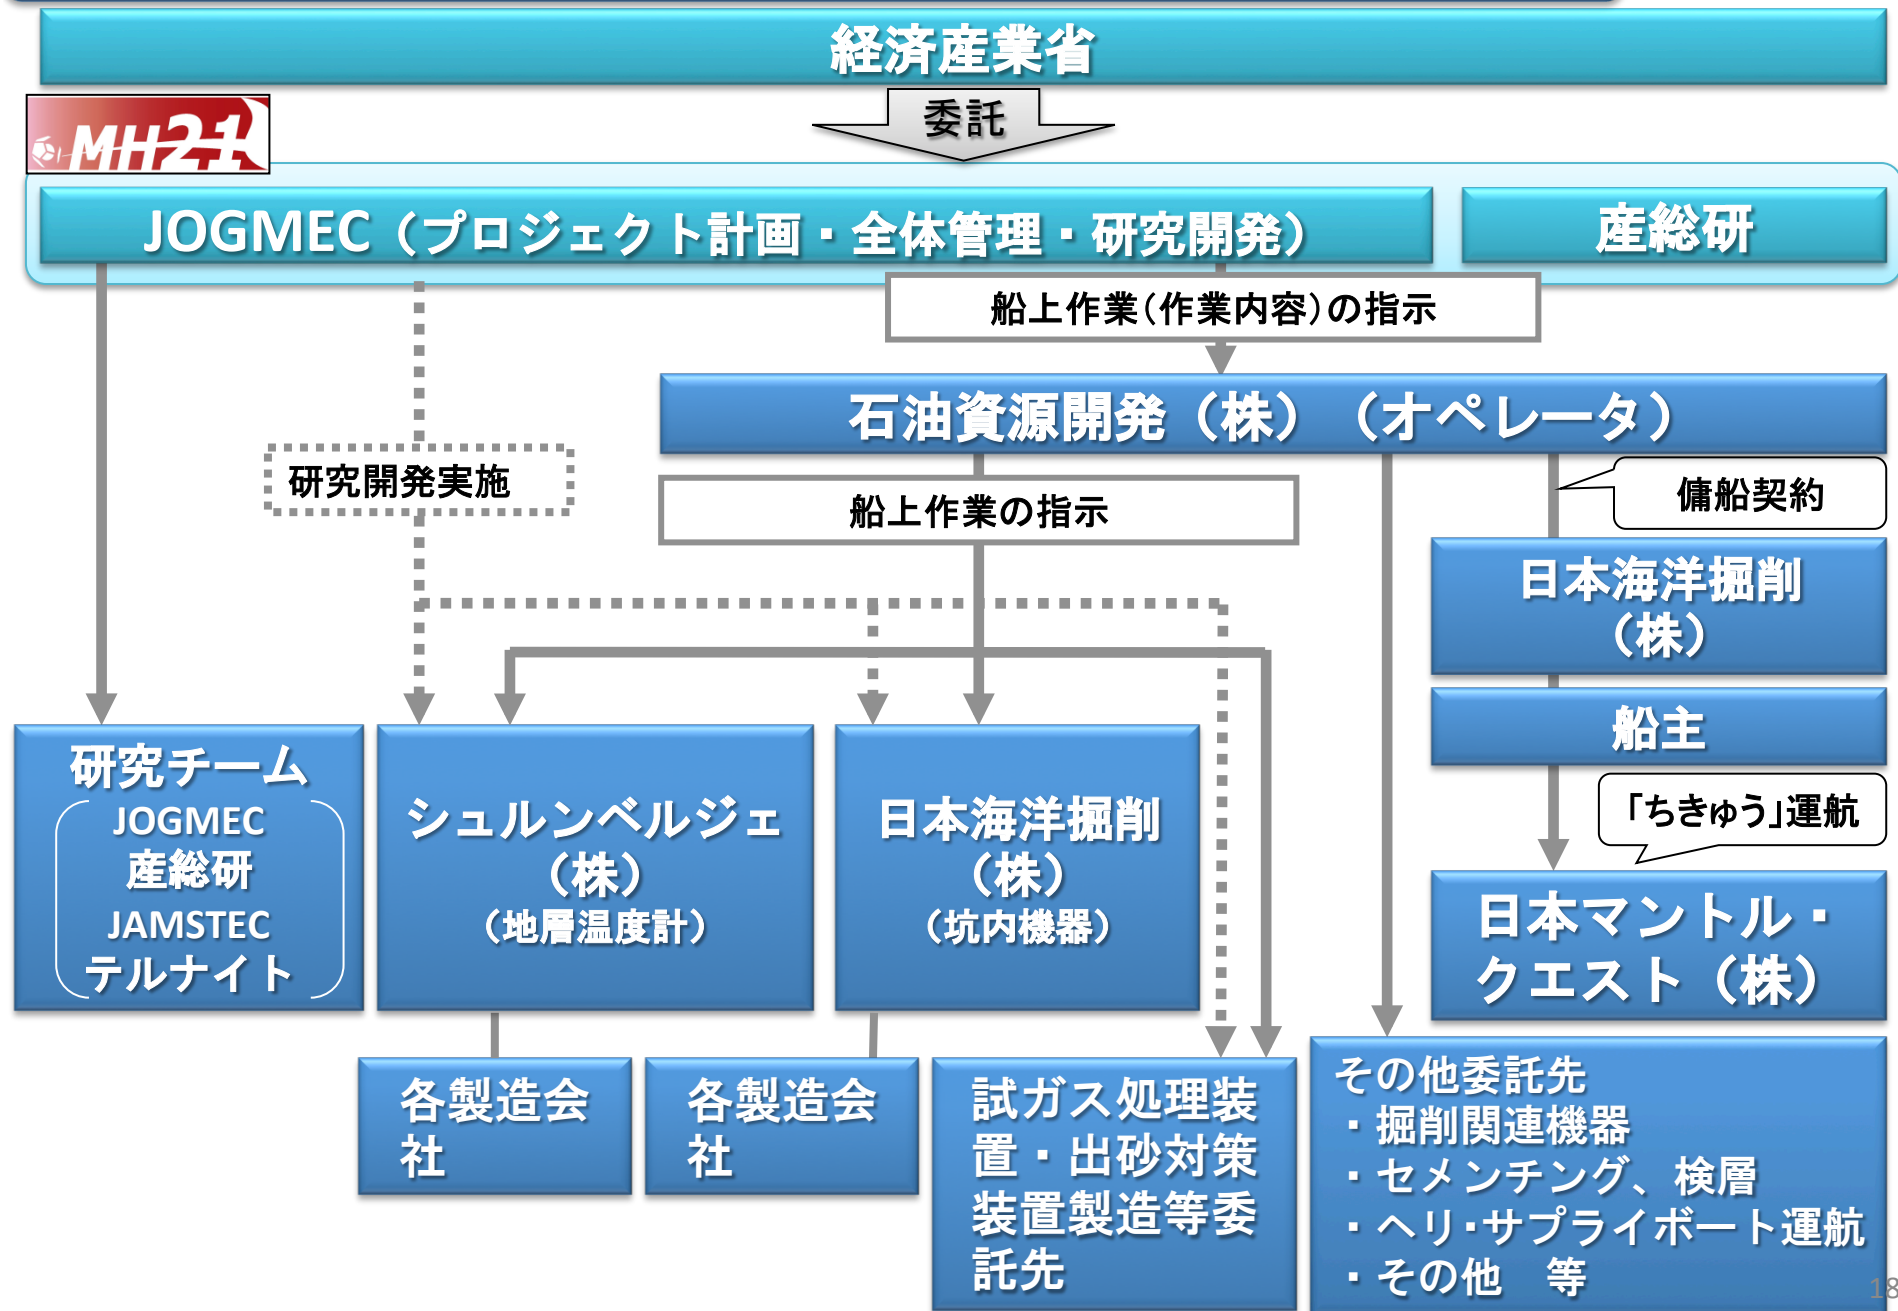 経済産業省
委託
MH21
JOGMEC（プロジェクト計画・全体管理・研究開発）
産総研
船上作業（作業内容）の指示
石油資源開発（株）（オペレータ）
研究開発実施
船上作業の指示
傭船契約
日本海洋掘削
（株）
船主
「ちきゅう」運航
日本マントル・
クエスト（株）
研究チーム
JOGMEC
産総研
JAMSTEC
テルナイト
シュルンベルジェ
（株）
（地層温度計）
日本海洋掘削
（株）
（坑内機器）
各製造会
社
各製造会
社
試ガス処理装
置・出砂対策
装置製造等委
託先
その他委託先
・掘削関連機器
・セメンチング、検層
・ヘリ・サプライボート運航
・その他　等
18